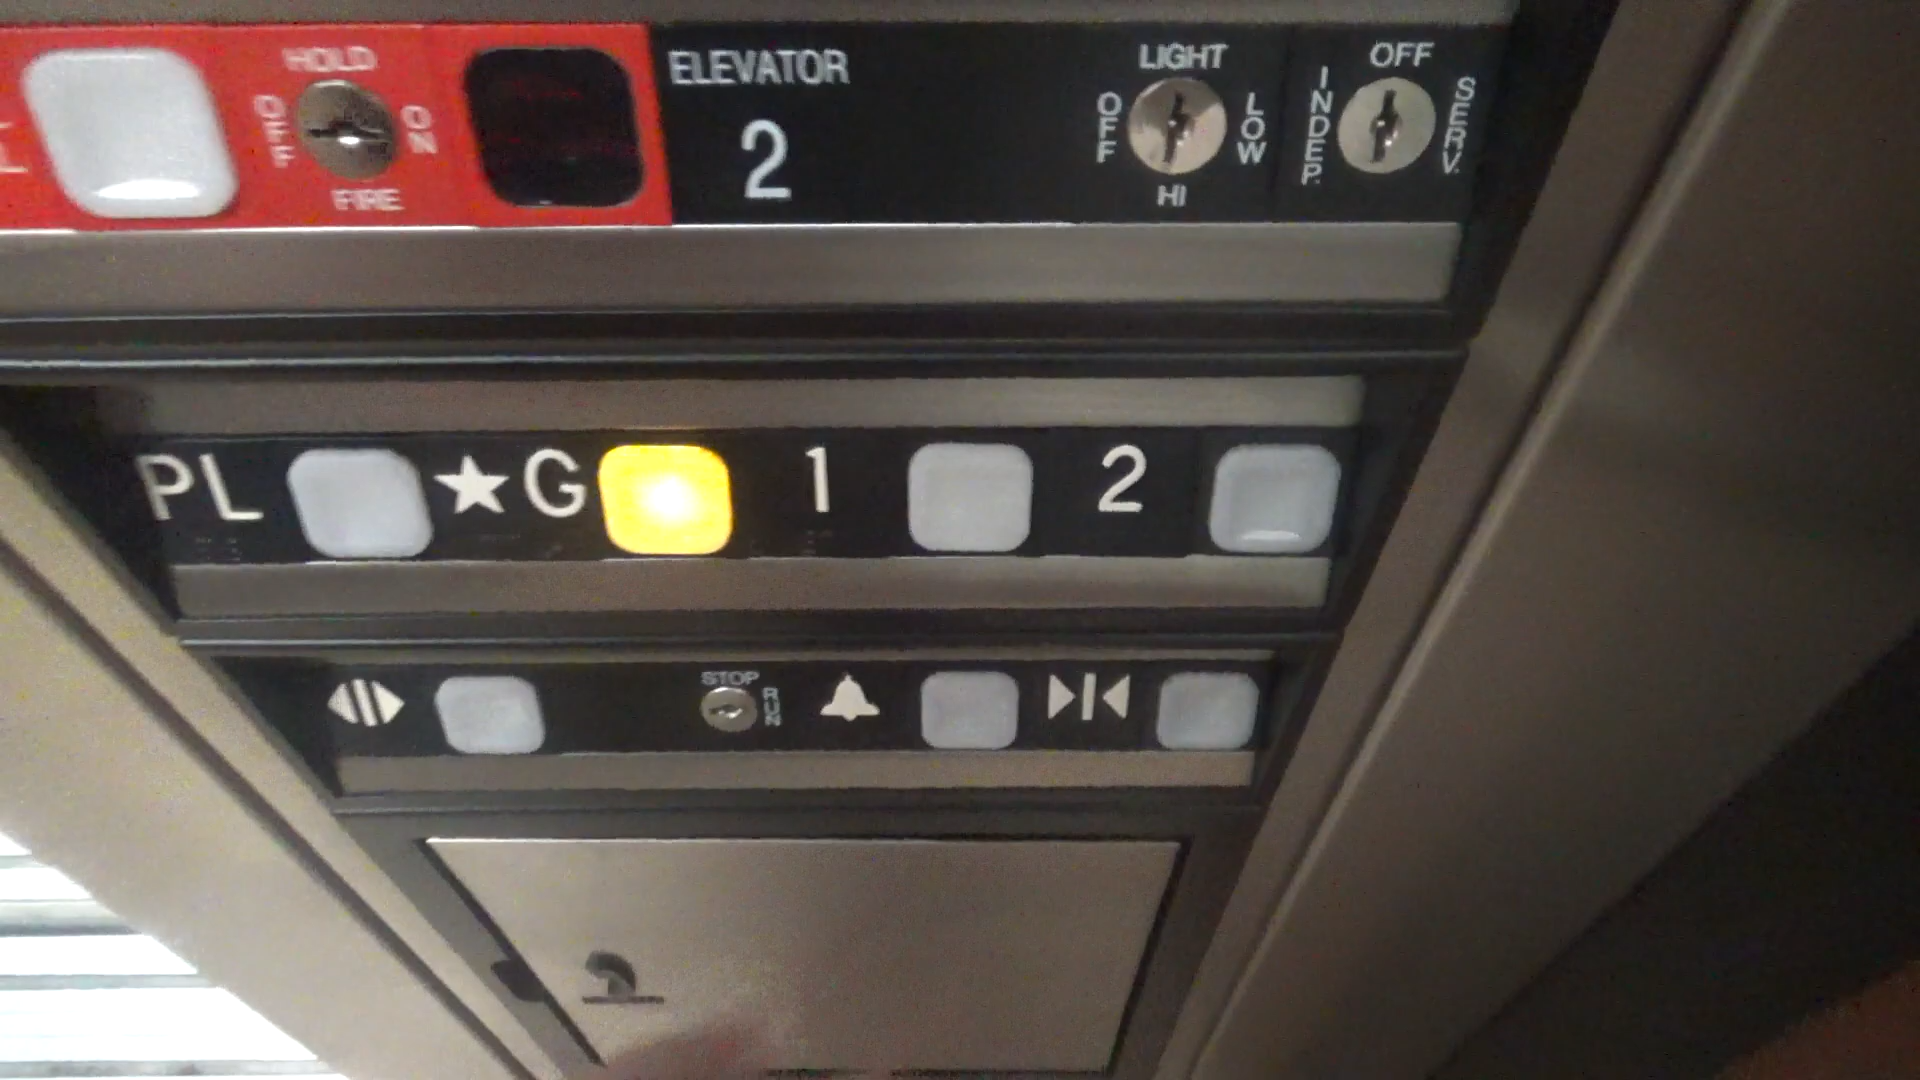 HOLD
OFF
ON
FIRE
ELEVATOR
2
LIGHT
OFF
LOW
HI
OFF
INDEP.
SERV.
PL
★G
1
2
STOP
RUN